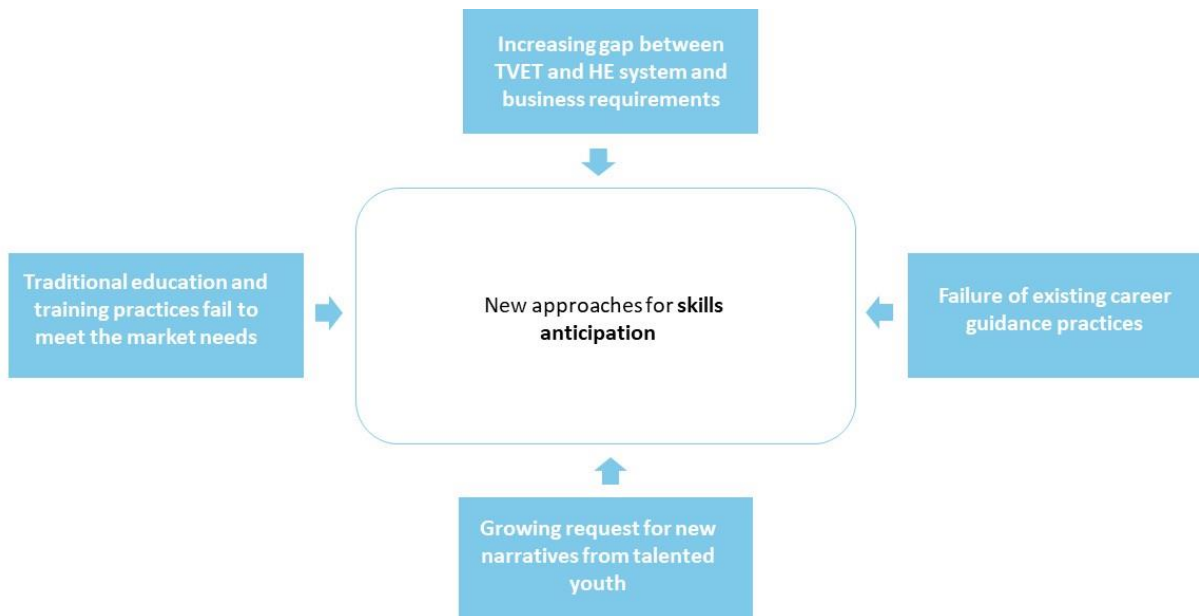 Increasing gap between
TVET and HE system and
business requirements
Traditional education and
training practices fail to
meet the market needs
New approaches for skills
anticipation
Failure of existing career
guidance practices
Growing request for new
narratives from talented
youth